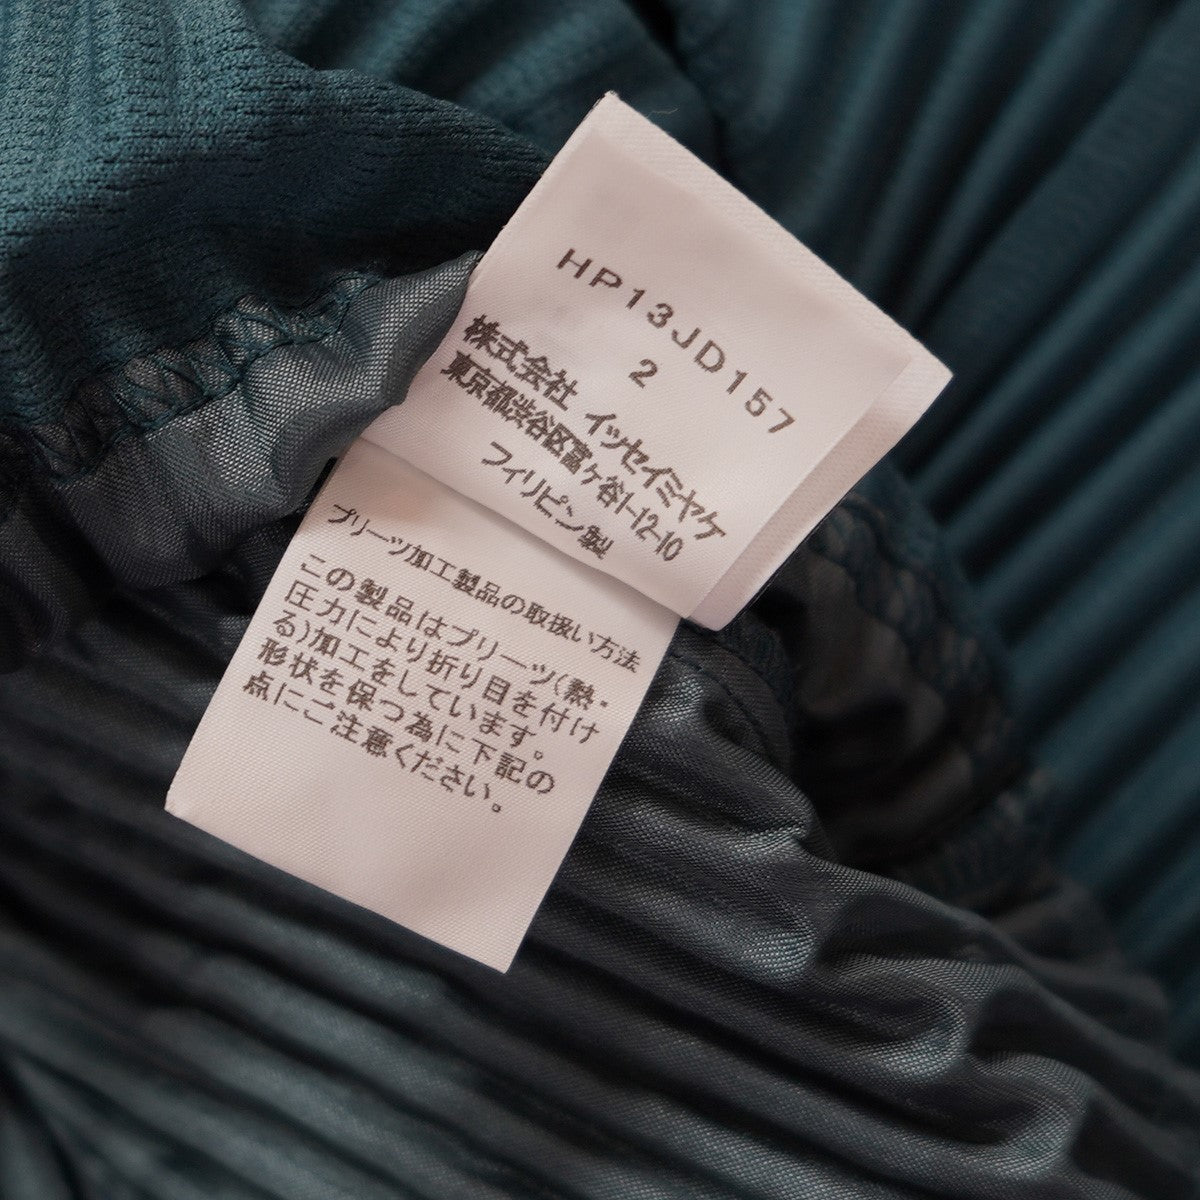 HP13JD157
2
株式会社 イッセイミヤケ
東京都渋谷区富ヶ谷1-12-10
フィリピン製
プリーツ加工製品の取扱い方法
この製品はプリーツ(熱・
圧力により折り目を付け
る)加工をしています。
形状を保つ為に下記の
点にご注意ください。